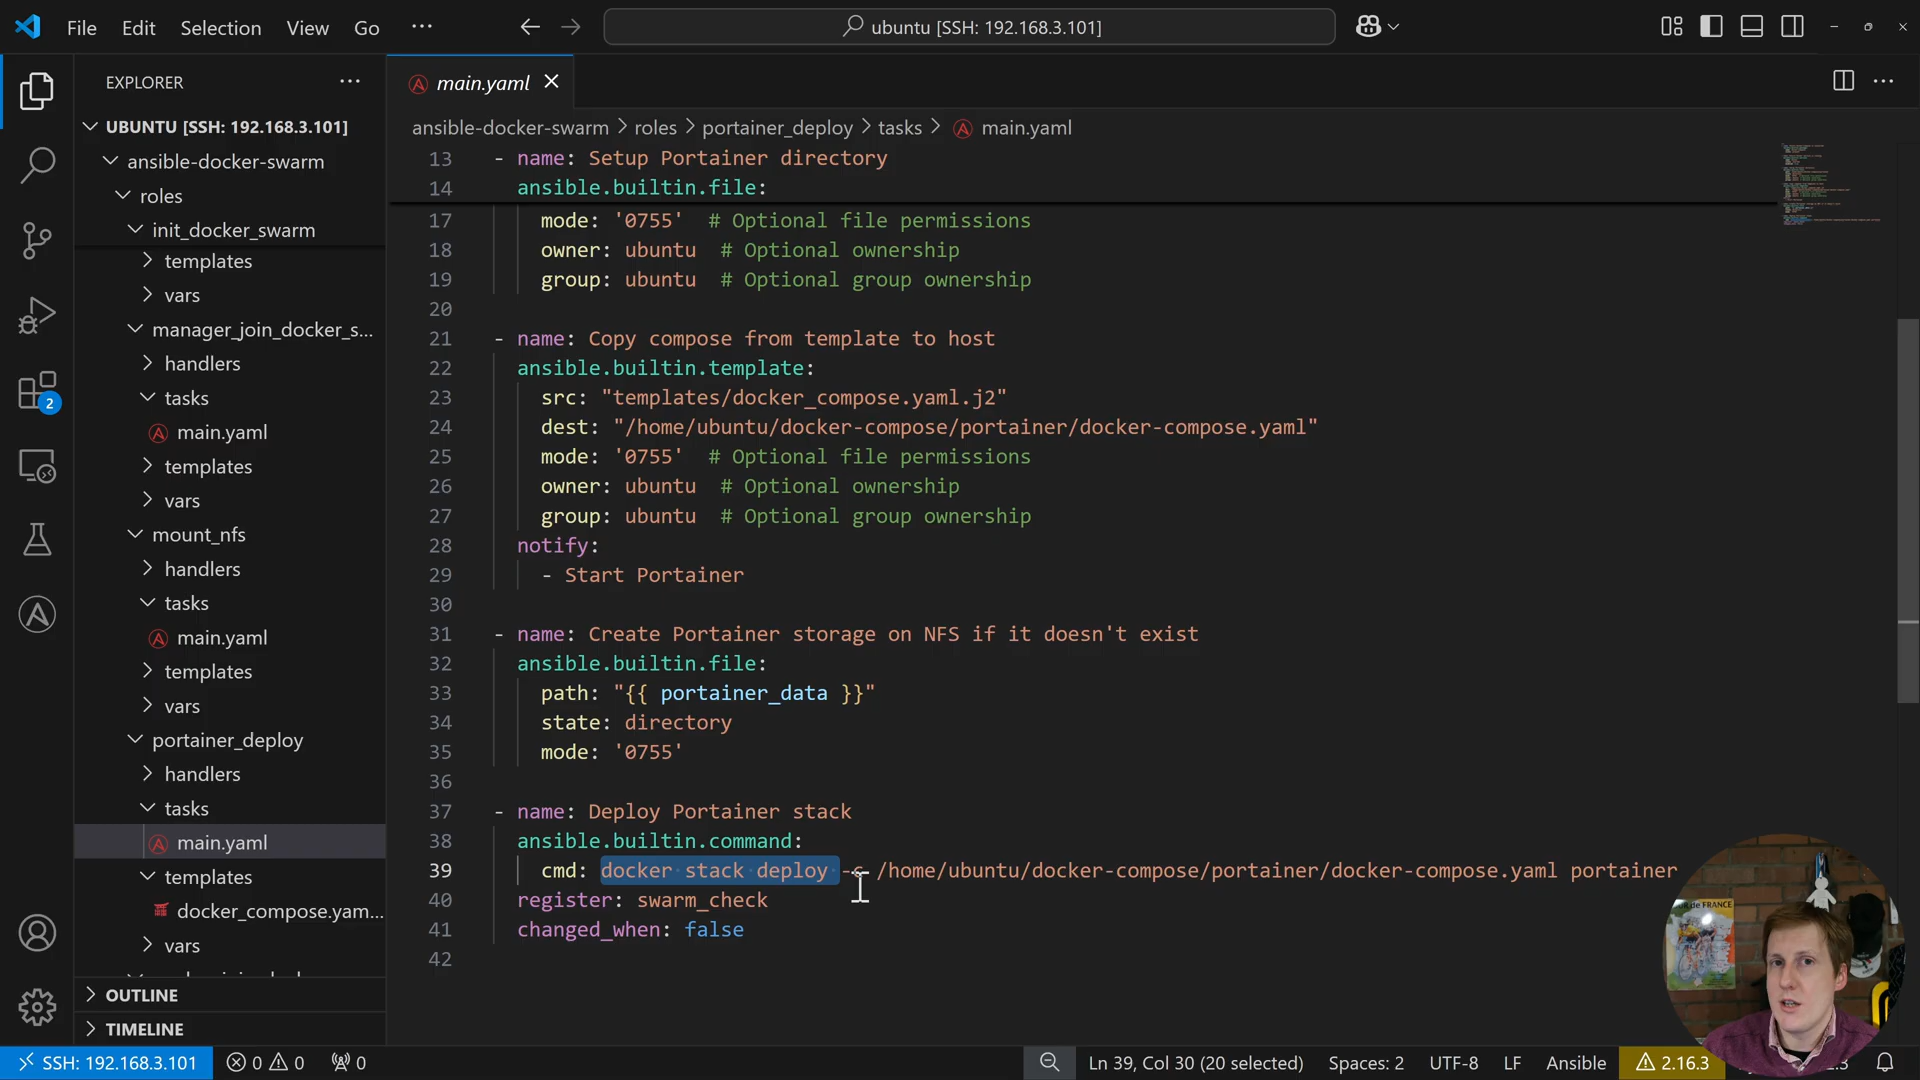 File Edit Selection View Go ···
ubuntu [SSH: 192.168.3.101]
EXPLORER ···
main.yaml
UBUNTU [SSH: 192.168.3.101]
ansible-docker-swarm
roles
init_docker_swarm
templates
vars
manager_join_docker_s...
handlers
tasks
main.yaml
templates
vars
mount_nfs
handlers
tasks
main.yaml
templates
vars
portainer_deploy
handlers
tasks
main.yaml
templates
docker_compose.yam...
vars
OUTLINE
TIMELINE
2
ansible-docker-swarm > roles > portainer_deploy > tasks > main.yaml
13 - name: Setup Portainer directory
14 ansible.builtin.file:
17 mode: '0755' # Optional file permissions
18 owner: ubuntu # Optional ownership
19 group: ubuntu # Optional group ownership
20
21 - name: Copy compose from template to host
22 ansible.builtin.template:
23 src: "templates/docker_compose.yaml.j2"
24 dest: "/home/ubuntu/docker-compose/portainer/docker-compose.yaml"
25 mode: '0755' # Optional file permissions
26 owner: ubuntu # Optional ownership
27 group: ubuntu # Optional group ownership
28 notify:
29 - Start Portainer
30
31 - name: Create Portainer storage on NFS if it doesn't exist
32 ansible.builtin.file:
33 path: "{{ portainer_data }}"
34 state: directory
35 mode: '0755'
36
37 - name: Deploy Portainer stack
38 ansible.builtin.command:
39 cmd: docker stack deploy -c /home/ubuntu/docker-compose/portainer/docker-compose.yaml portainer
40 register: swarm_check
41 changed_when: false
42
SSH: 192.168.3.101 0 0 0 Ln 39, Col 30 (20 selected) Spaces: 2 UTF-8 LF Ansible 2.16.3